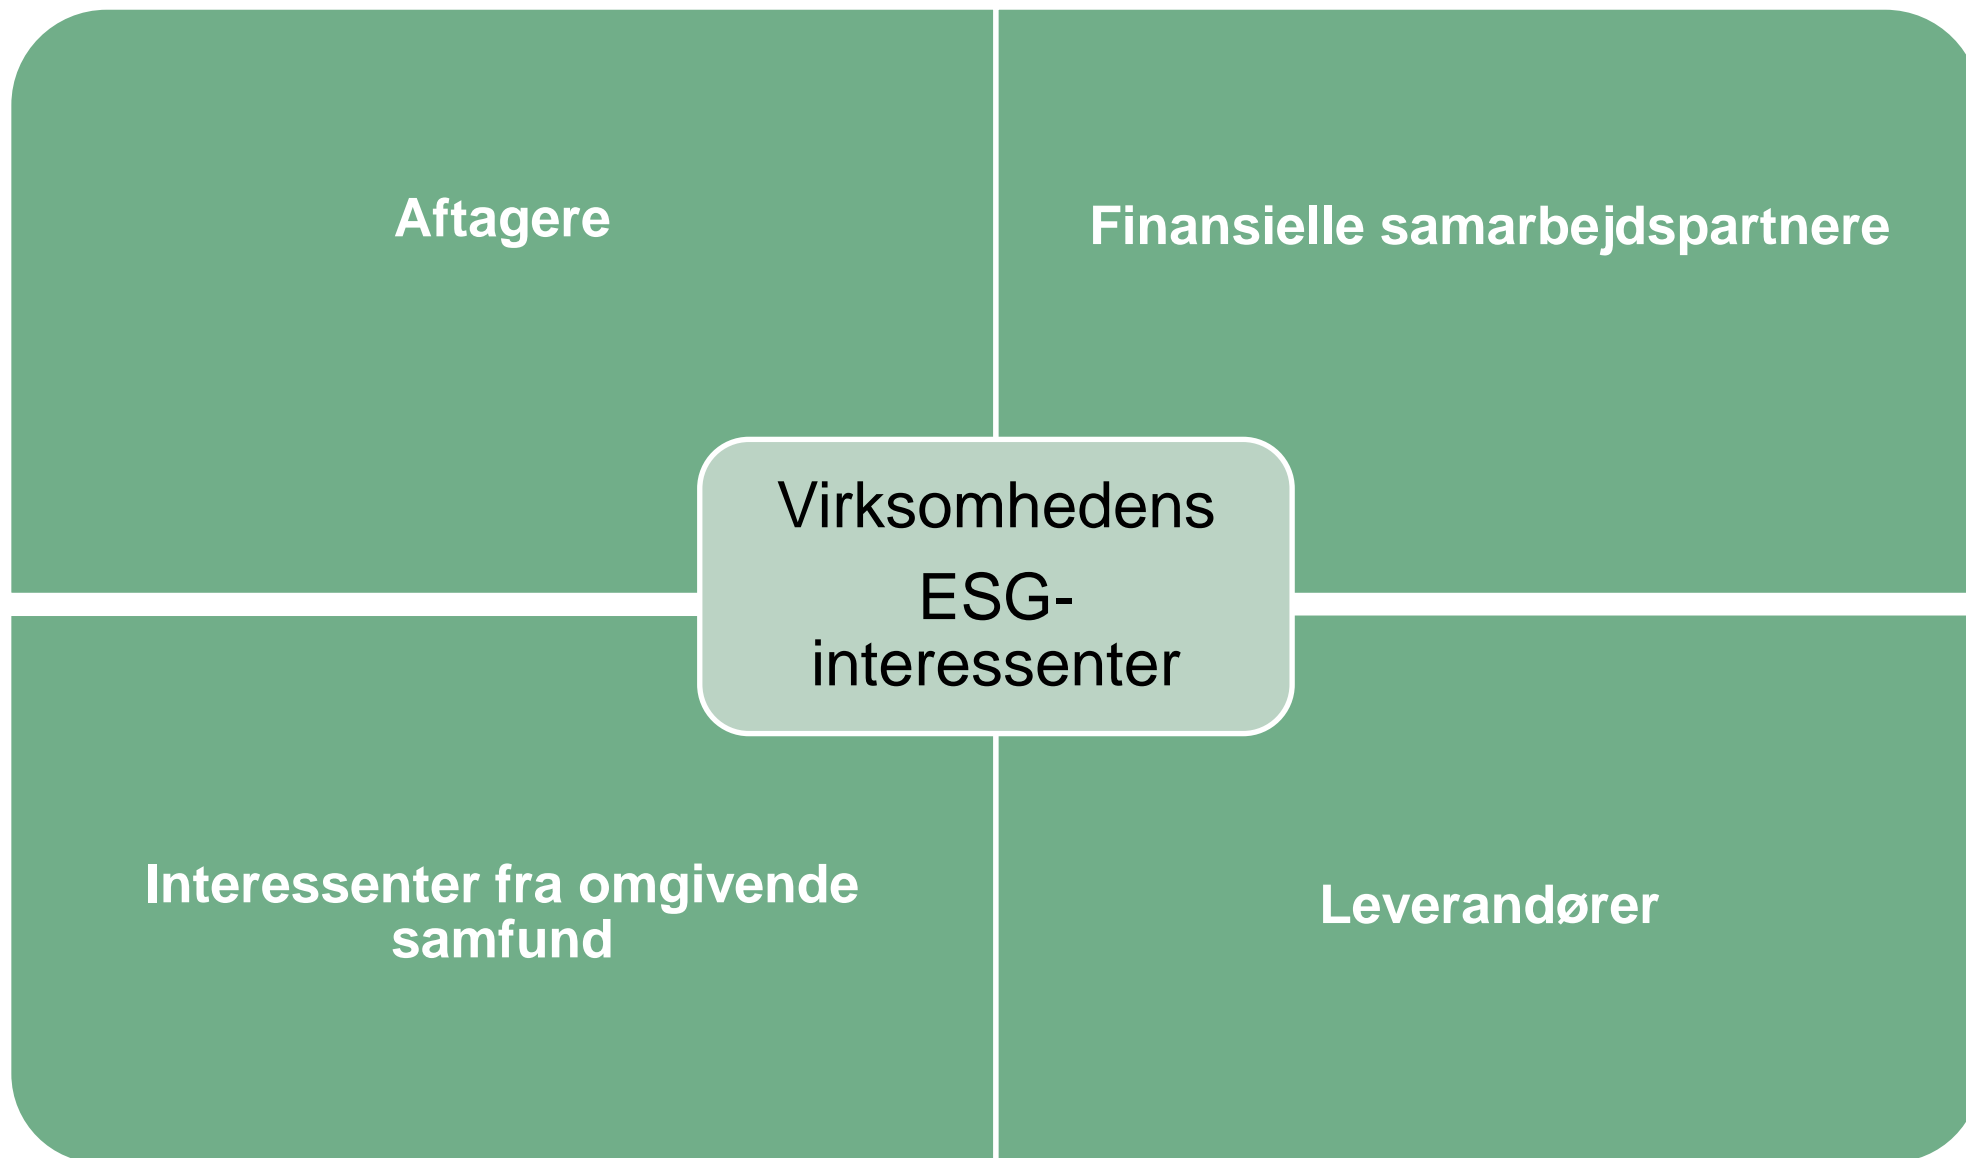 Aftagere
Finansielle samarbejdspartnere
Virksomhedens
ESG-
interessenter
Interessenter fra omgivende
samfund
Leverandører